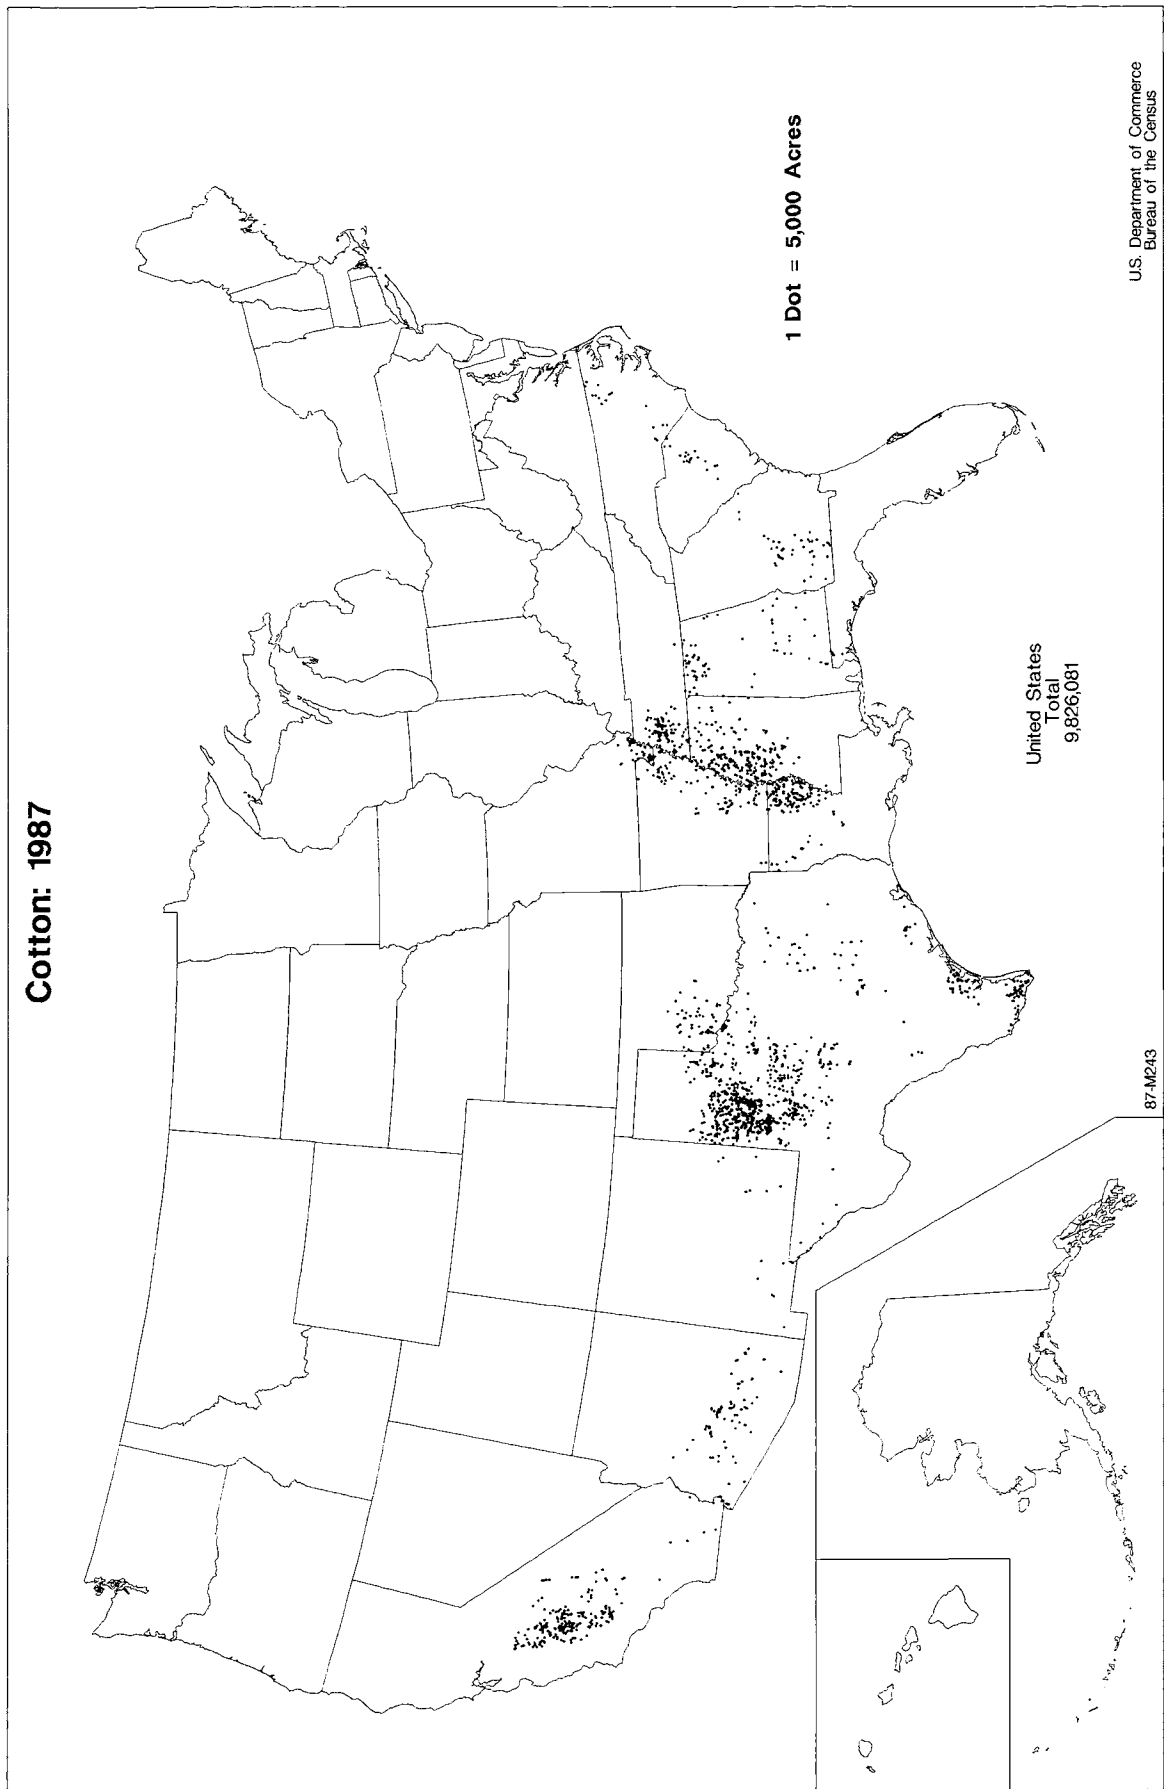 Cotton: 1987
1 Dot = 5,000 Acres
United States
Total
9,826,081
87-M243
U.S. Department of Commerce
Bureau of the Census